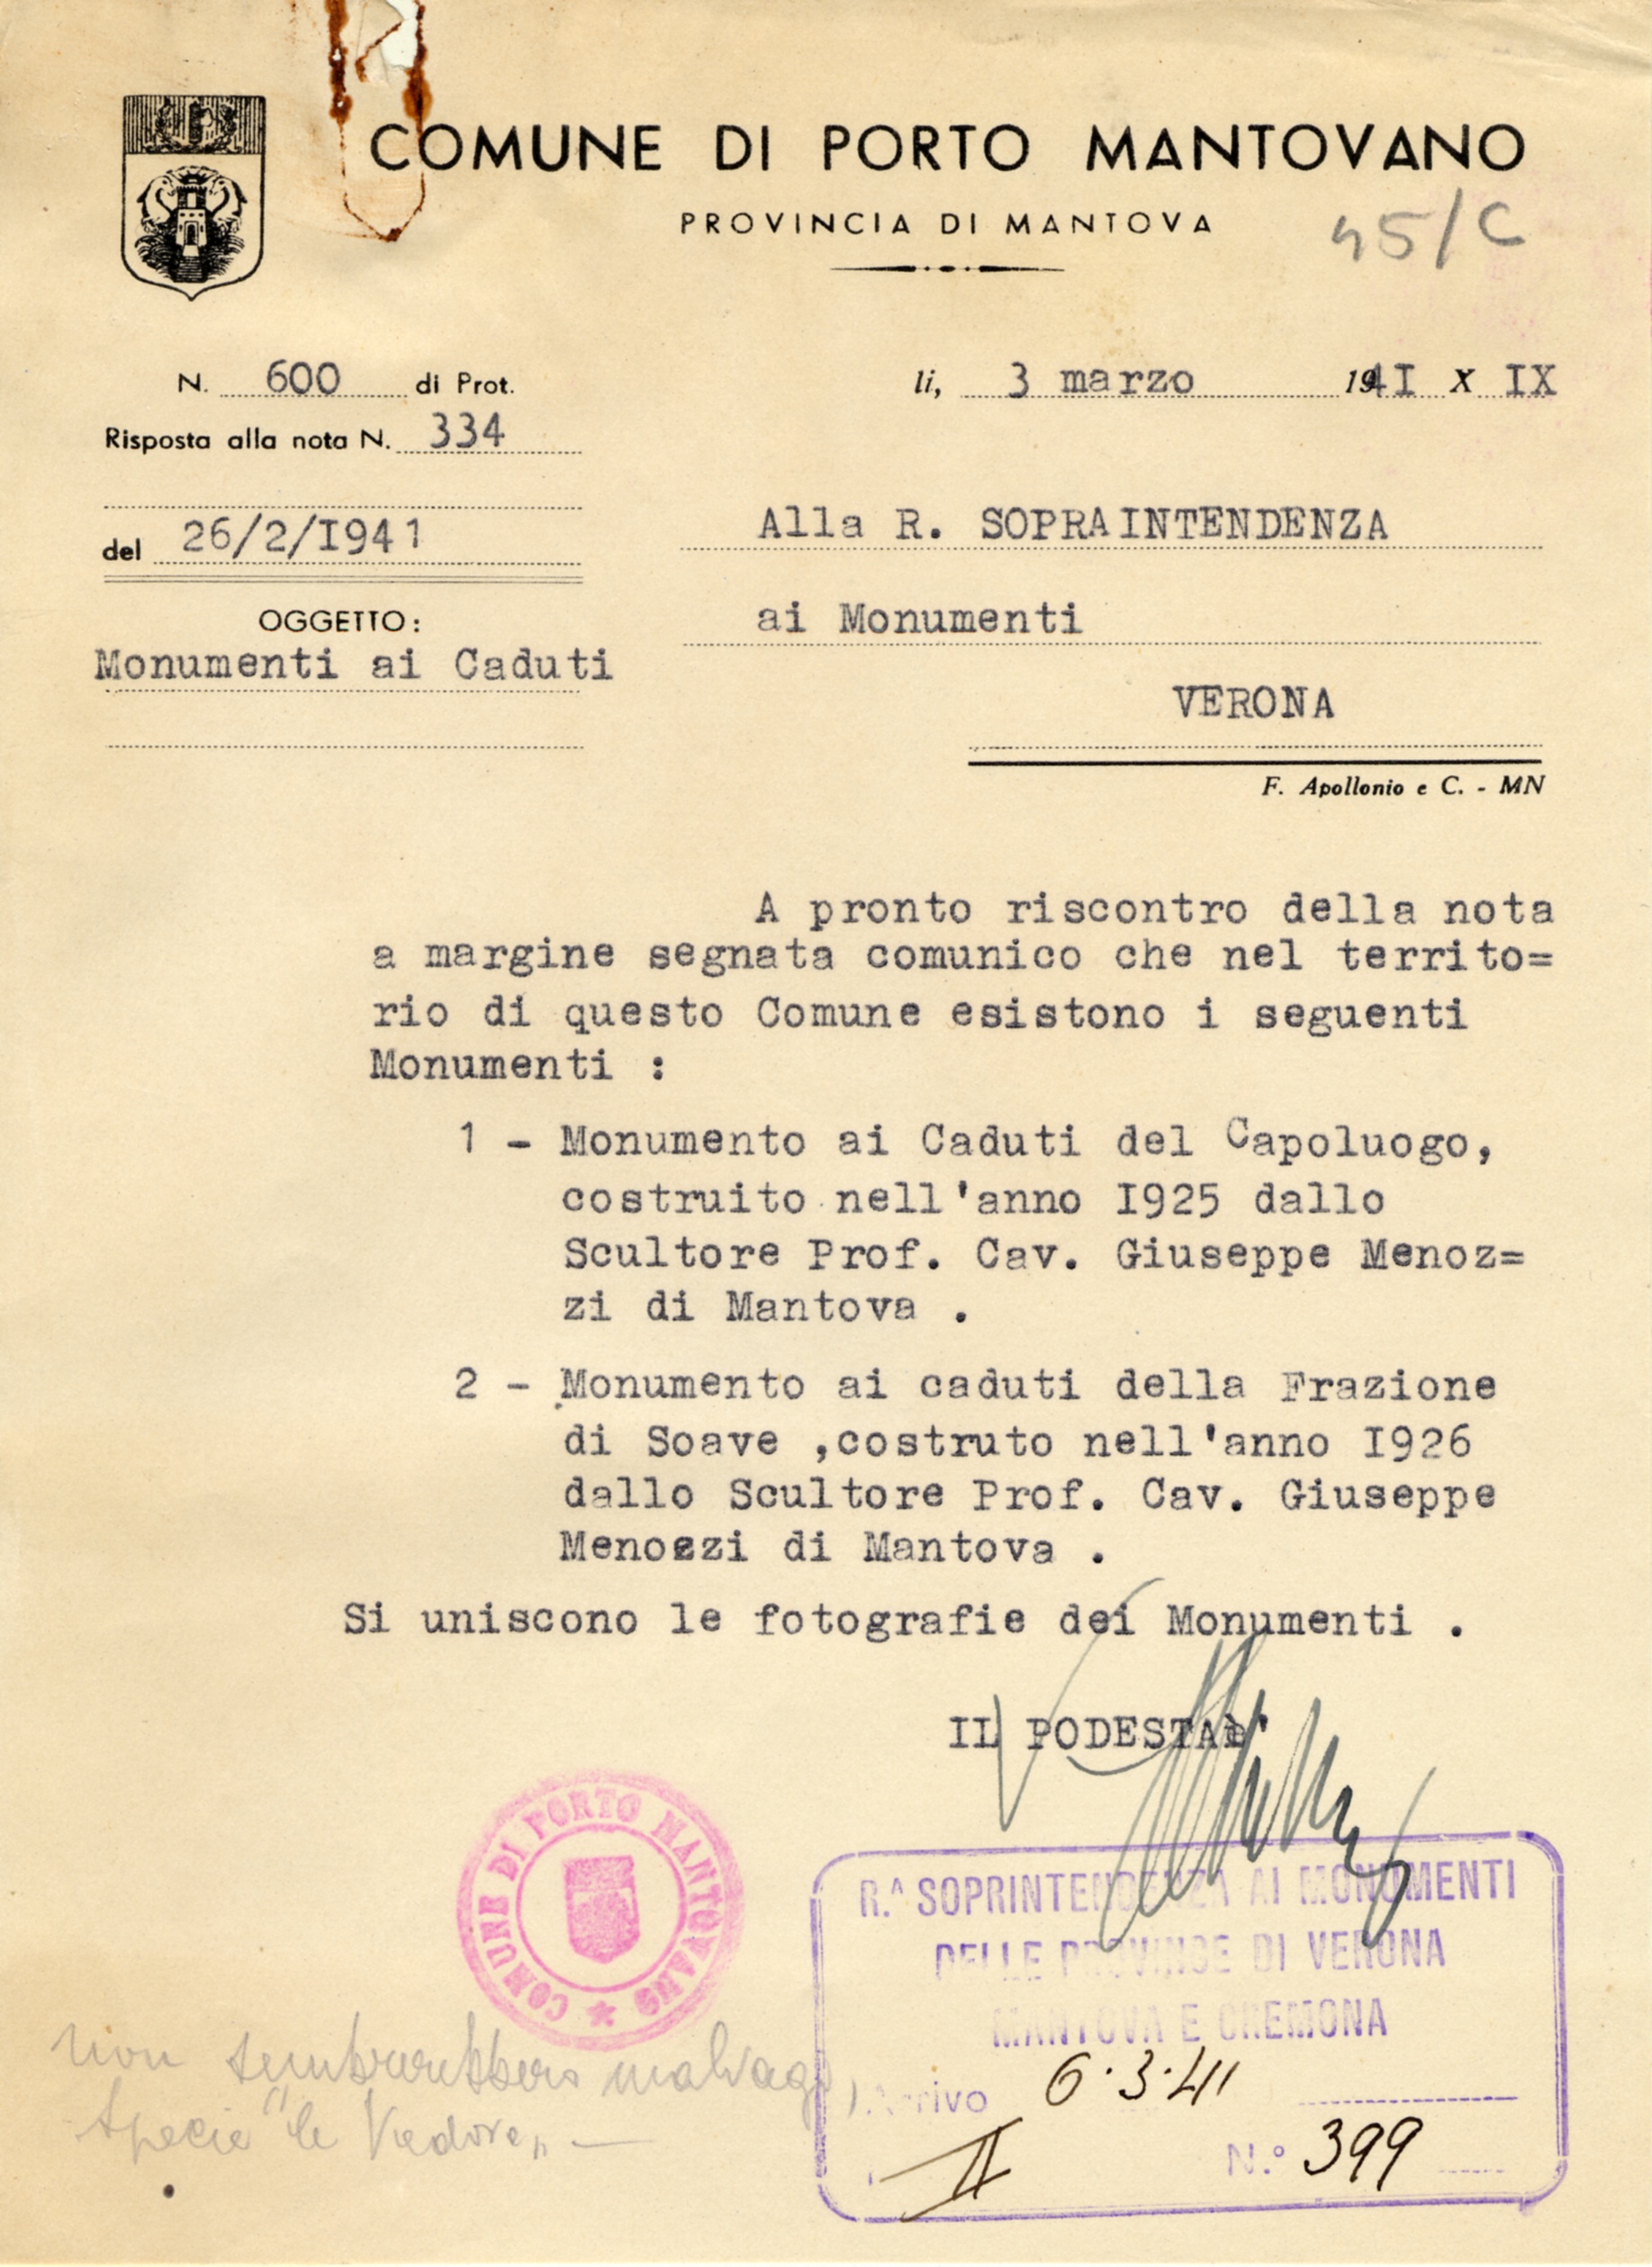 COMUNE DI PORTO MANTOVANO
PROVINCIA DI MANTOVA
45/C
N. 600 di Prot.
li, 3 marzo 1941 X IX
Risposta alla nota N. 334
del 26/2/I941
Alla R. SOPRAINTENDENZA
ai Monumenti
VERONA
OGGETTO:
Monumenti ai Caduti
F. Apollonio e C. - MN
A pronto riscontro della nota
a margine segnata comunico che nel territo=
rio di questo Comune esistono i seguenti
Monumenti :
1 - Monumento ai Caduti del Capoluogo,
costruito nell'anno I925 dallo
Scultore Prof. Cav. Giuseppe Menoz=
zi di Mantova .
2 - Monumento ai caduti della Frazione
di Soave ,costruto nell'anno I926
dallo Scultore Prof. Cav. Giuseppe
Menozzi di Mantova .
Si uniscono le fotografie dei Monumenti .
IL PODESTA'
COMUNE DI PORTO MANTOVANO
R.A SOPRINTENDENZA AI MONUMENTI
DELLE PROVINCE DI VERONA
MANTOVA E CREMONA
Arrivo 6.3.41
II N.° 399
non sembrerebbero malvagi
specie "le Vedove"